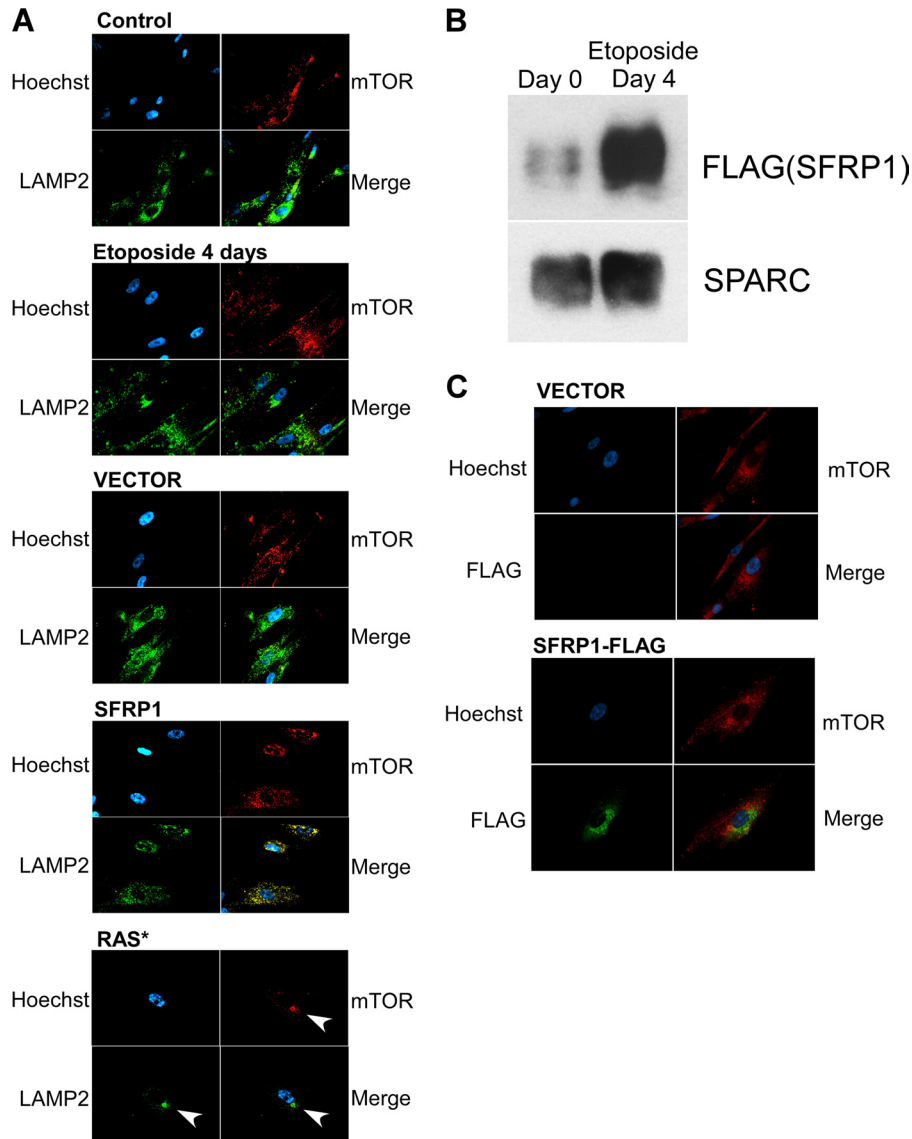 A
Control
Hoechst
mTOR
LAMP2
Merge
Etoposide 4 days
Hoechst
mTOR
LAMP2
Merge
VECTOR
Hoechst
mTOR
LAMP2
Merge
SFRP1
Hoechst
mTOR
LAMP2
Merge
RAS*
Hoechst
mTOR
LAMP2
Merge
B
Etoposide
Day 0 Day 4
FLAG(SFRP1)
SPARC
C
VECTOR
Hoechst
mTOR
FLAG
Merge
SFRP1-FLAG
Hoechst
mTOR
FLAG
Merge